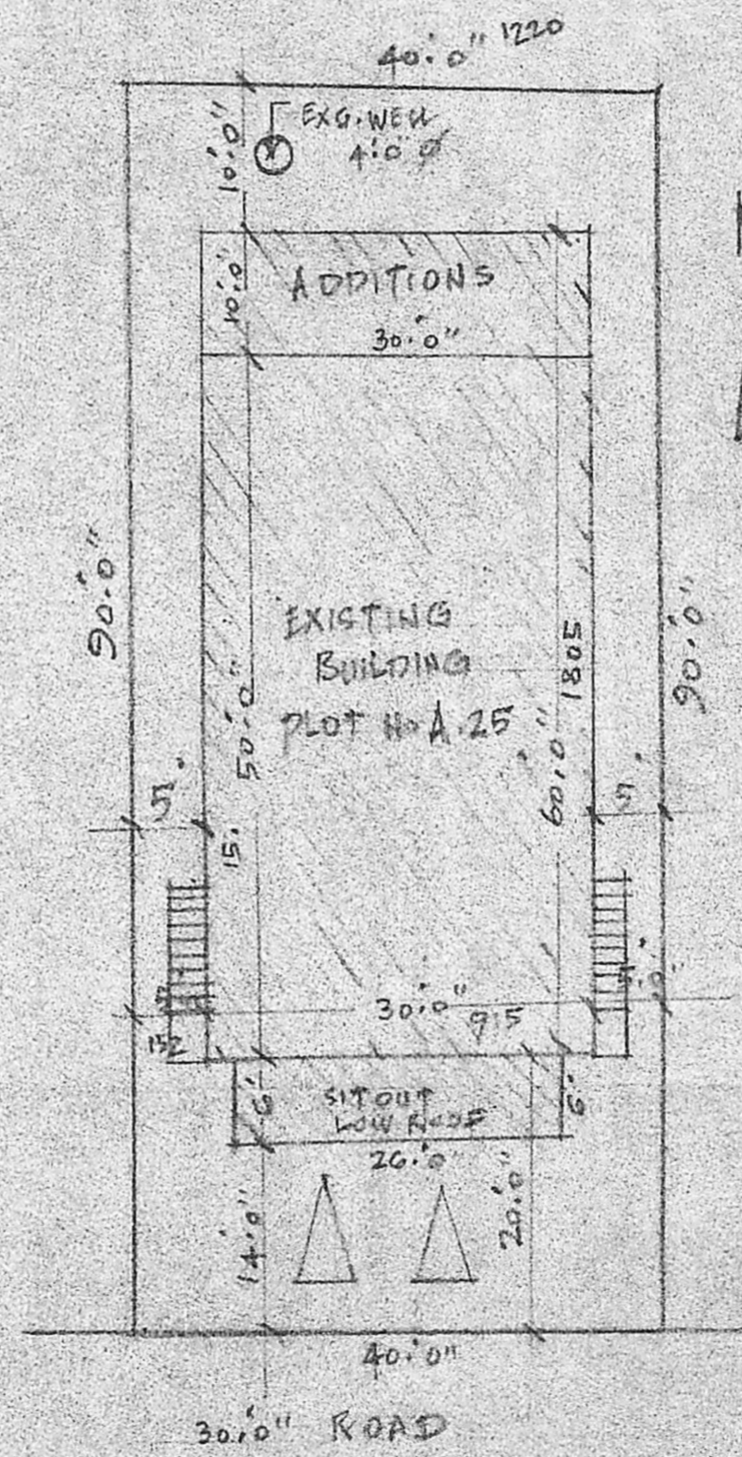 40'.0" 1220
EXG.WELL
4'.0" Ø
10'.0"
10'.0"
ADDITIONS
30'.0"
90'.0"
90'.0"
EXISTING
BUILDING
PLOT No A.25
50'.0"
60'.0"
1805
5'
5'
15.
30'.0"
915
152
6'
SITOUT
LOW ROOF
6'
26'.0"
14'.0"
20'.0"
40'.0"
30'.0" ROAD